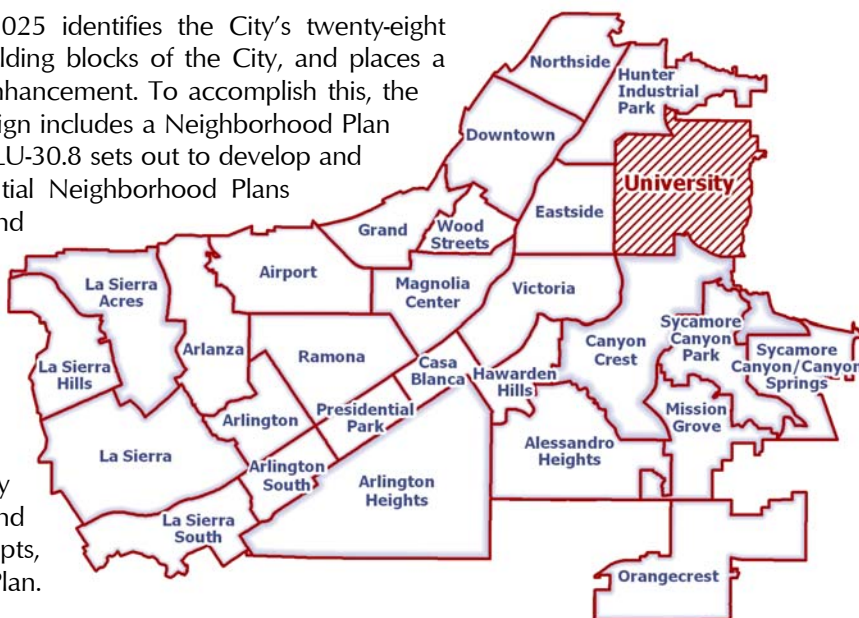 025 identifies the City's twenty-eight
lding blocks of the City, and places a
nhancement. To accomplish this, the
ign includes a Neighborhood Plan
LU-30.8 sets out to develop and
tial Neighborhood Plans
nd
y
nd
pts,
Plan.
Northside
Hunter
Industrial
Park
Downtown
University
Eastside
Grand
Wood
Streets
Airport
La Sierra
Acres
Magnolia
Center
Victoria
Arlanza
Ramona
Casa
Blanca
Hawarden
Hills
Canyon
Crest
Sycamore
Canyon
Park
Sycamore
Canyon/Canyon
Springs
La Sierra
Hills
Arlington
Presidential
Park
Mission
Grove
La Sierra
Arlington
South
Arlington
Heights
Alessandro
Heights
La Sierra
South
Orangecrest